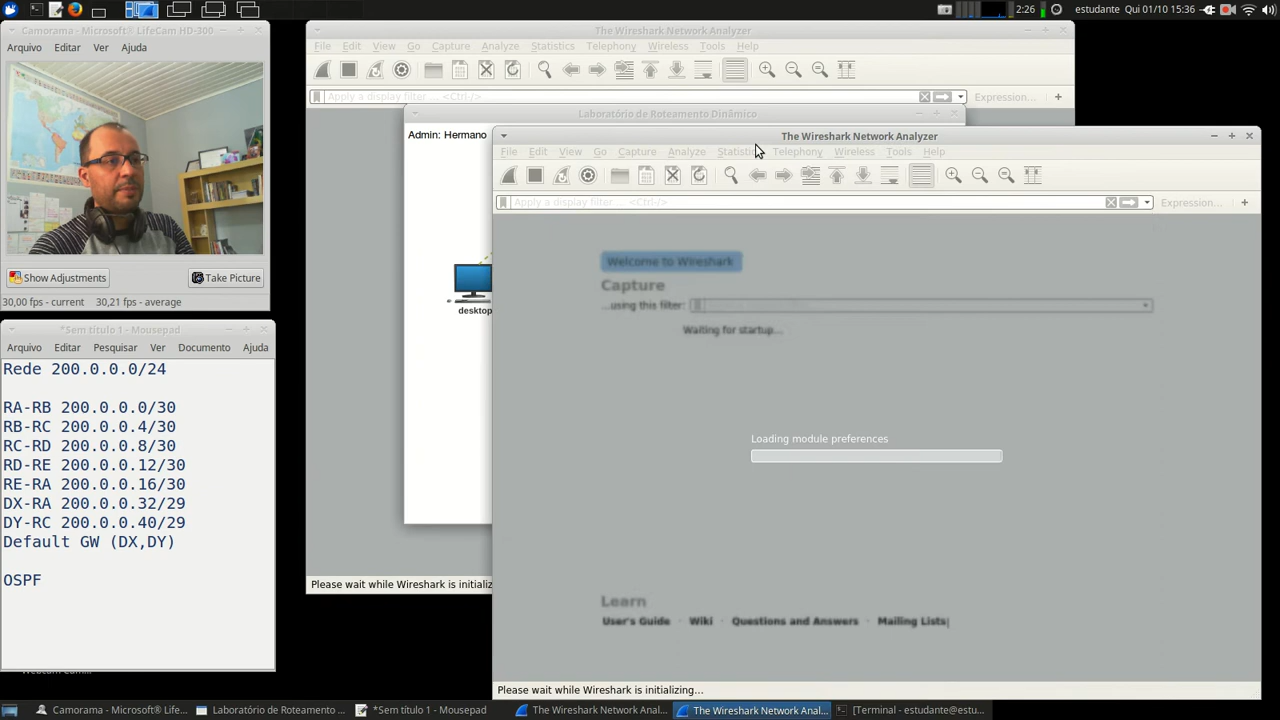 2:26
estudante Qui 01/10 15:36
Camorama - Microsoft® LifeCam HD-300
Arquivo Editar Ver Ajuda
Show Adjustments Take Picture
30,00 fps - current 30,21 fps - average
*Sem título 1 - Mousepad
Arquivo Editar Pesquisar Ver Documento Ajuda
Rede 200.0.0.0/24
RA-RB 200.0.0.0/30
RB-RC 200.0.0.4/30
RC-RD 200.0.0.8/30
RD-RE 200.0.0.12/30
RE-RA 200.0.0.16/30
DX-RA 200.0.0.32/29
DY-RC 200.0.0.40/29
Default GW (DX,DY)
OSPF
The Wireshark Network Analyzer
File Edit View Go Capture Analyze Statistics Telephony Wireless Tools Help
Apply a display filter ... <Ctrl-/>
Expression... +
Laboratório de Roteamento Dinâmico
Admin: Hermano
desktop
Please wait while Wireshark is initializ
The Wireshark Network Analyzer
File Edit View Go Capture Analyze Statistic Telephony Wireless Tools Help
Apply a display filter ... <Ctrl-/>
Expression... +
Welcome to Wireshark
Capture
...using this filter:
Waiting for startup...
Loading module preferences
Learn
User's Guide · Wiki · Questions and Answers · Mailing Lists
Please wait while Wireshark is initializing...
Camorama - Microsoft® Life...
Laboratório de Roteamento ...
*Sem título 1 - Mousepad
The Wireshark Network Anal...
The Wireshark Network Anal...
[Terminal - estudante@estu...